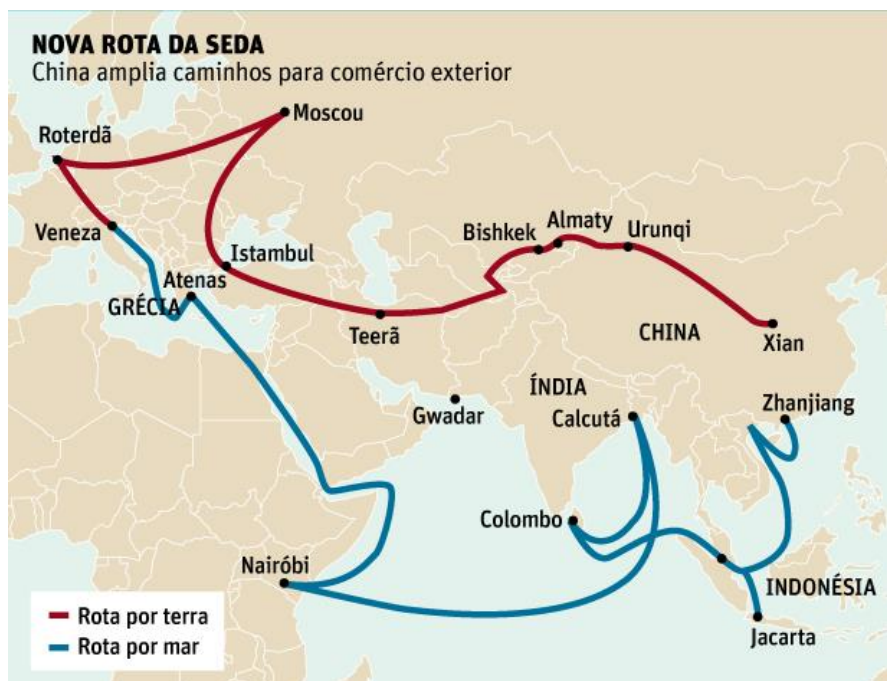 NOVA ROTA DA SEDA
China amplia caminhos para comércio exterior
Moscou
Roterdã
Veneza
Istambul
Atenas
GRÉCIA
Teerã
Bishkek
Almaty
Urunqi
CHINA
Xian
Gwadar
ÍNDIA
Calcutá
Zhanjiang
Colombo
Nairóbi
INDONÉSIA
Jacarta
Rota por terra
Rota por mar